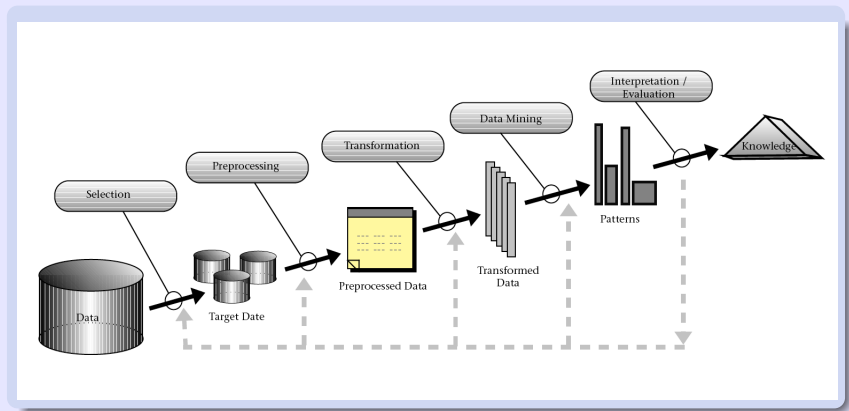 Interpretation /
Evaluation
Data Mining
Transformation
Preprocessing
Selection
Knowledge
Patterns
Transformed
Data
Preprocessed Data
Target Date
Data